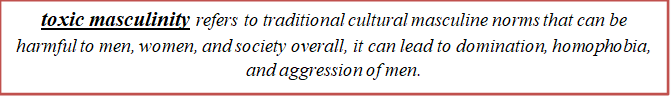 toxic masculinity refers to traditional cultural masculine norms that can be
harmful to men, women, and society overall, it can lead to domination, homophobia,
and aggression of men.